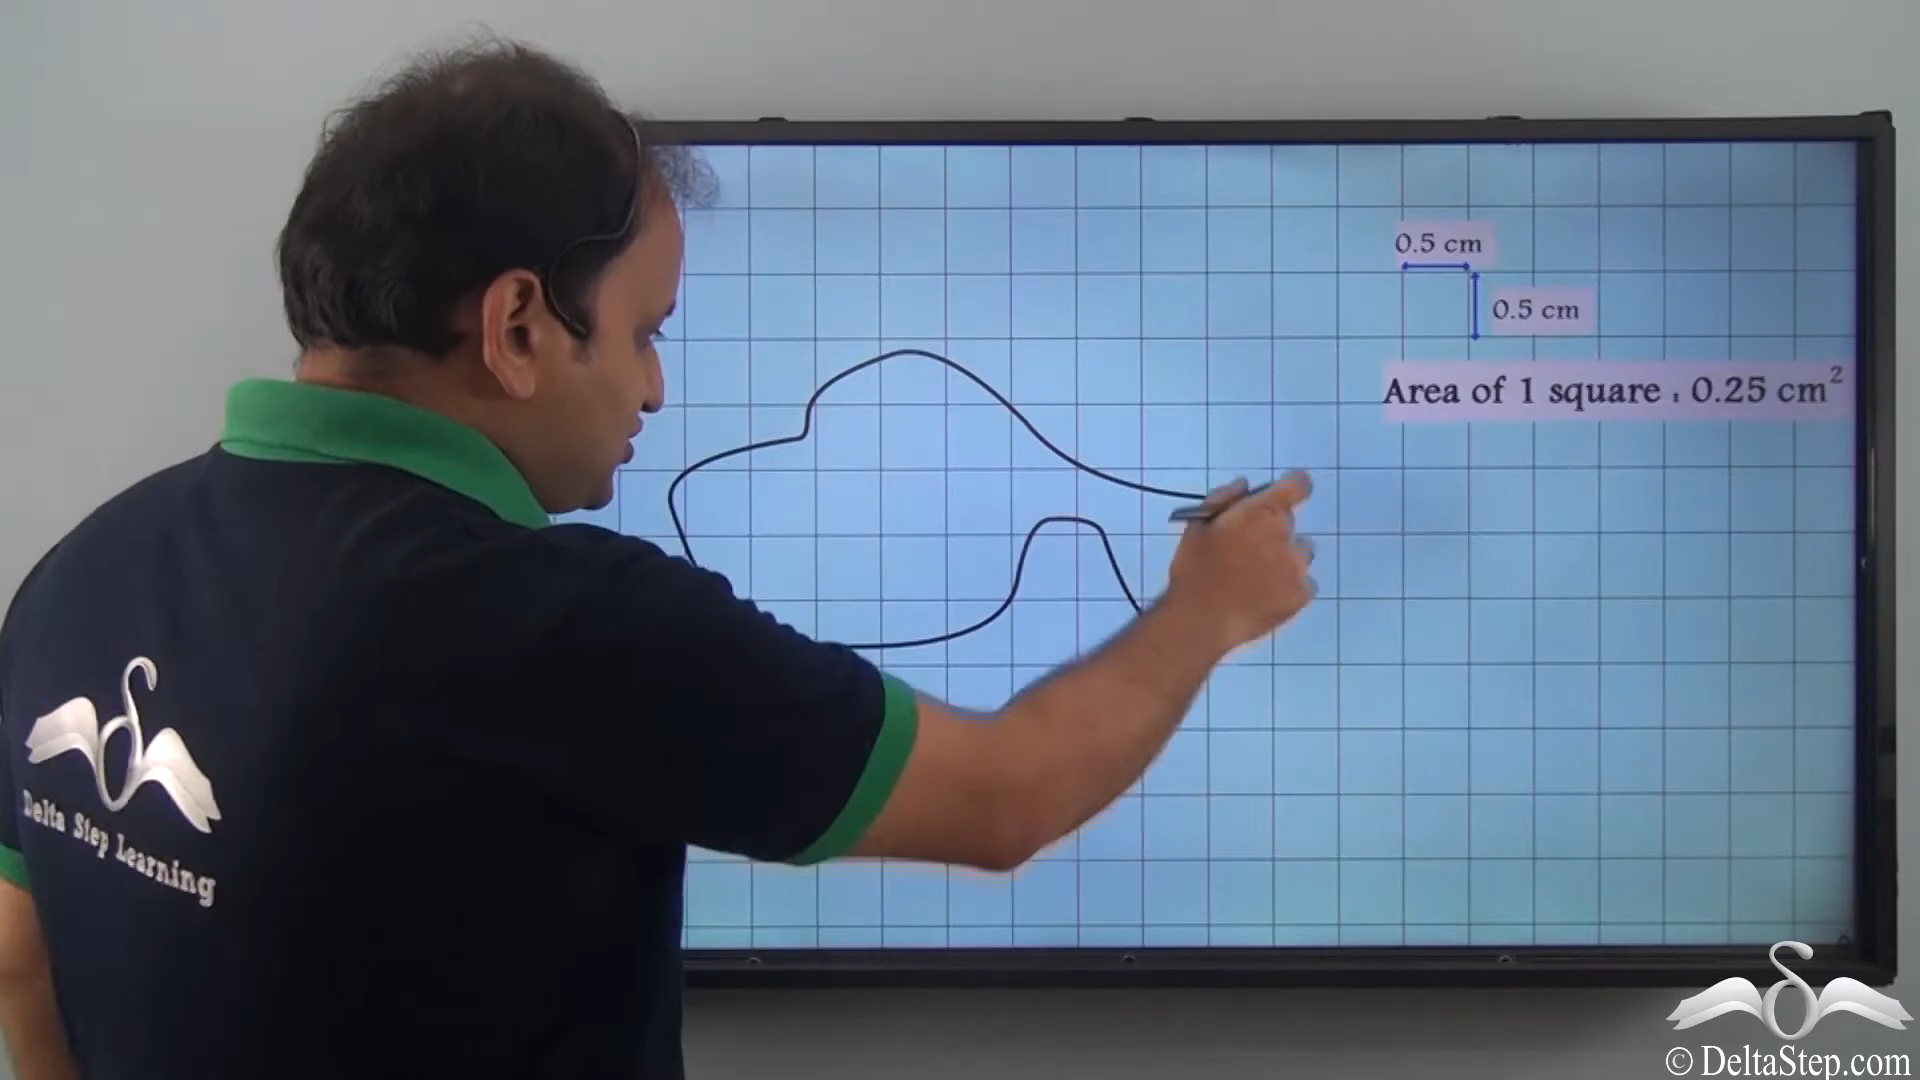 0.5 cm
0.5 cm
Area of 1 square : 0.25 cm²
Delta Step Learning
© DeltaStep.com